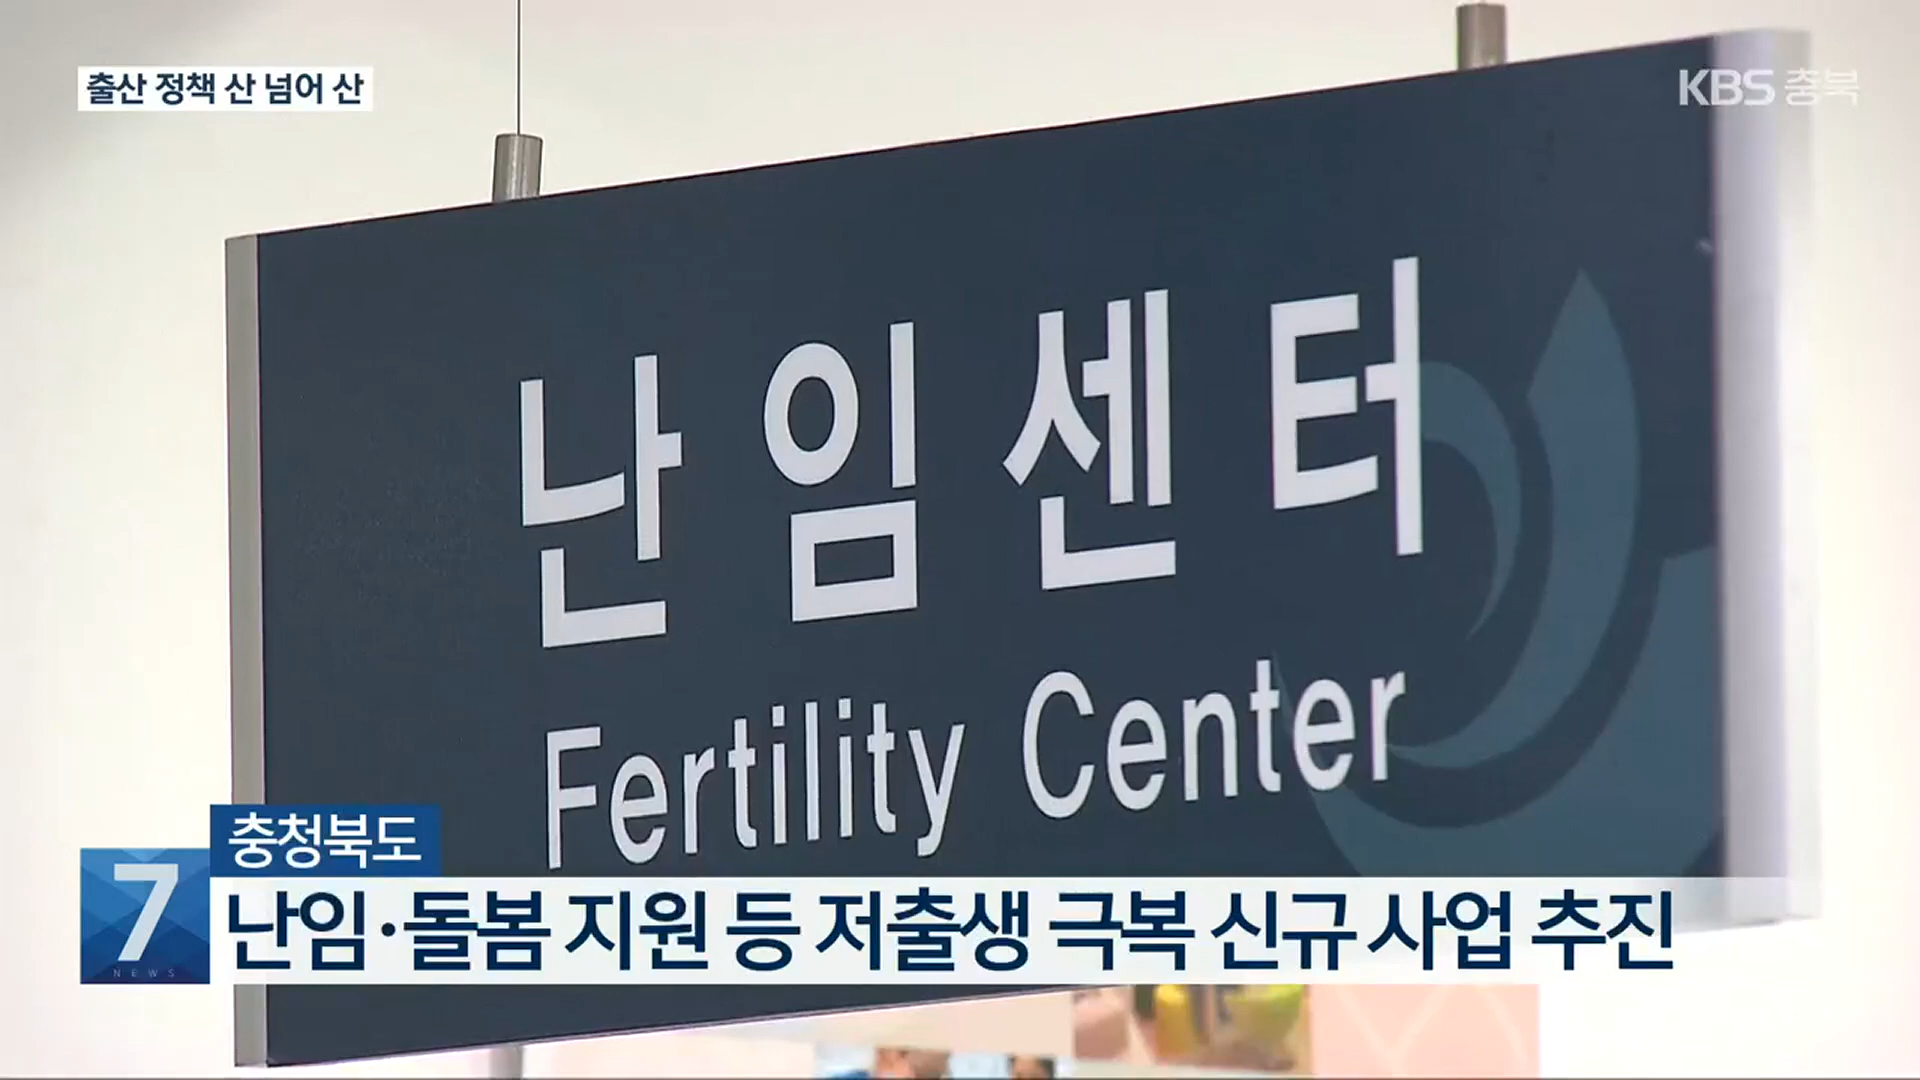 출산 정책 산 넘어 산
KBS 충북
난임센터
Fertility Center
충청북도
7
NEWS
난임·돌봄 지원 등 저출생 극복 신규 사업 추진